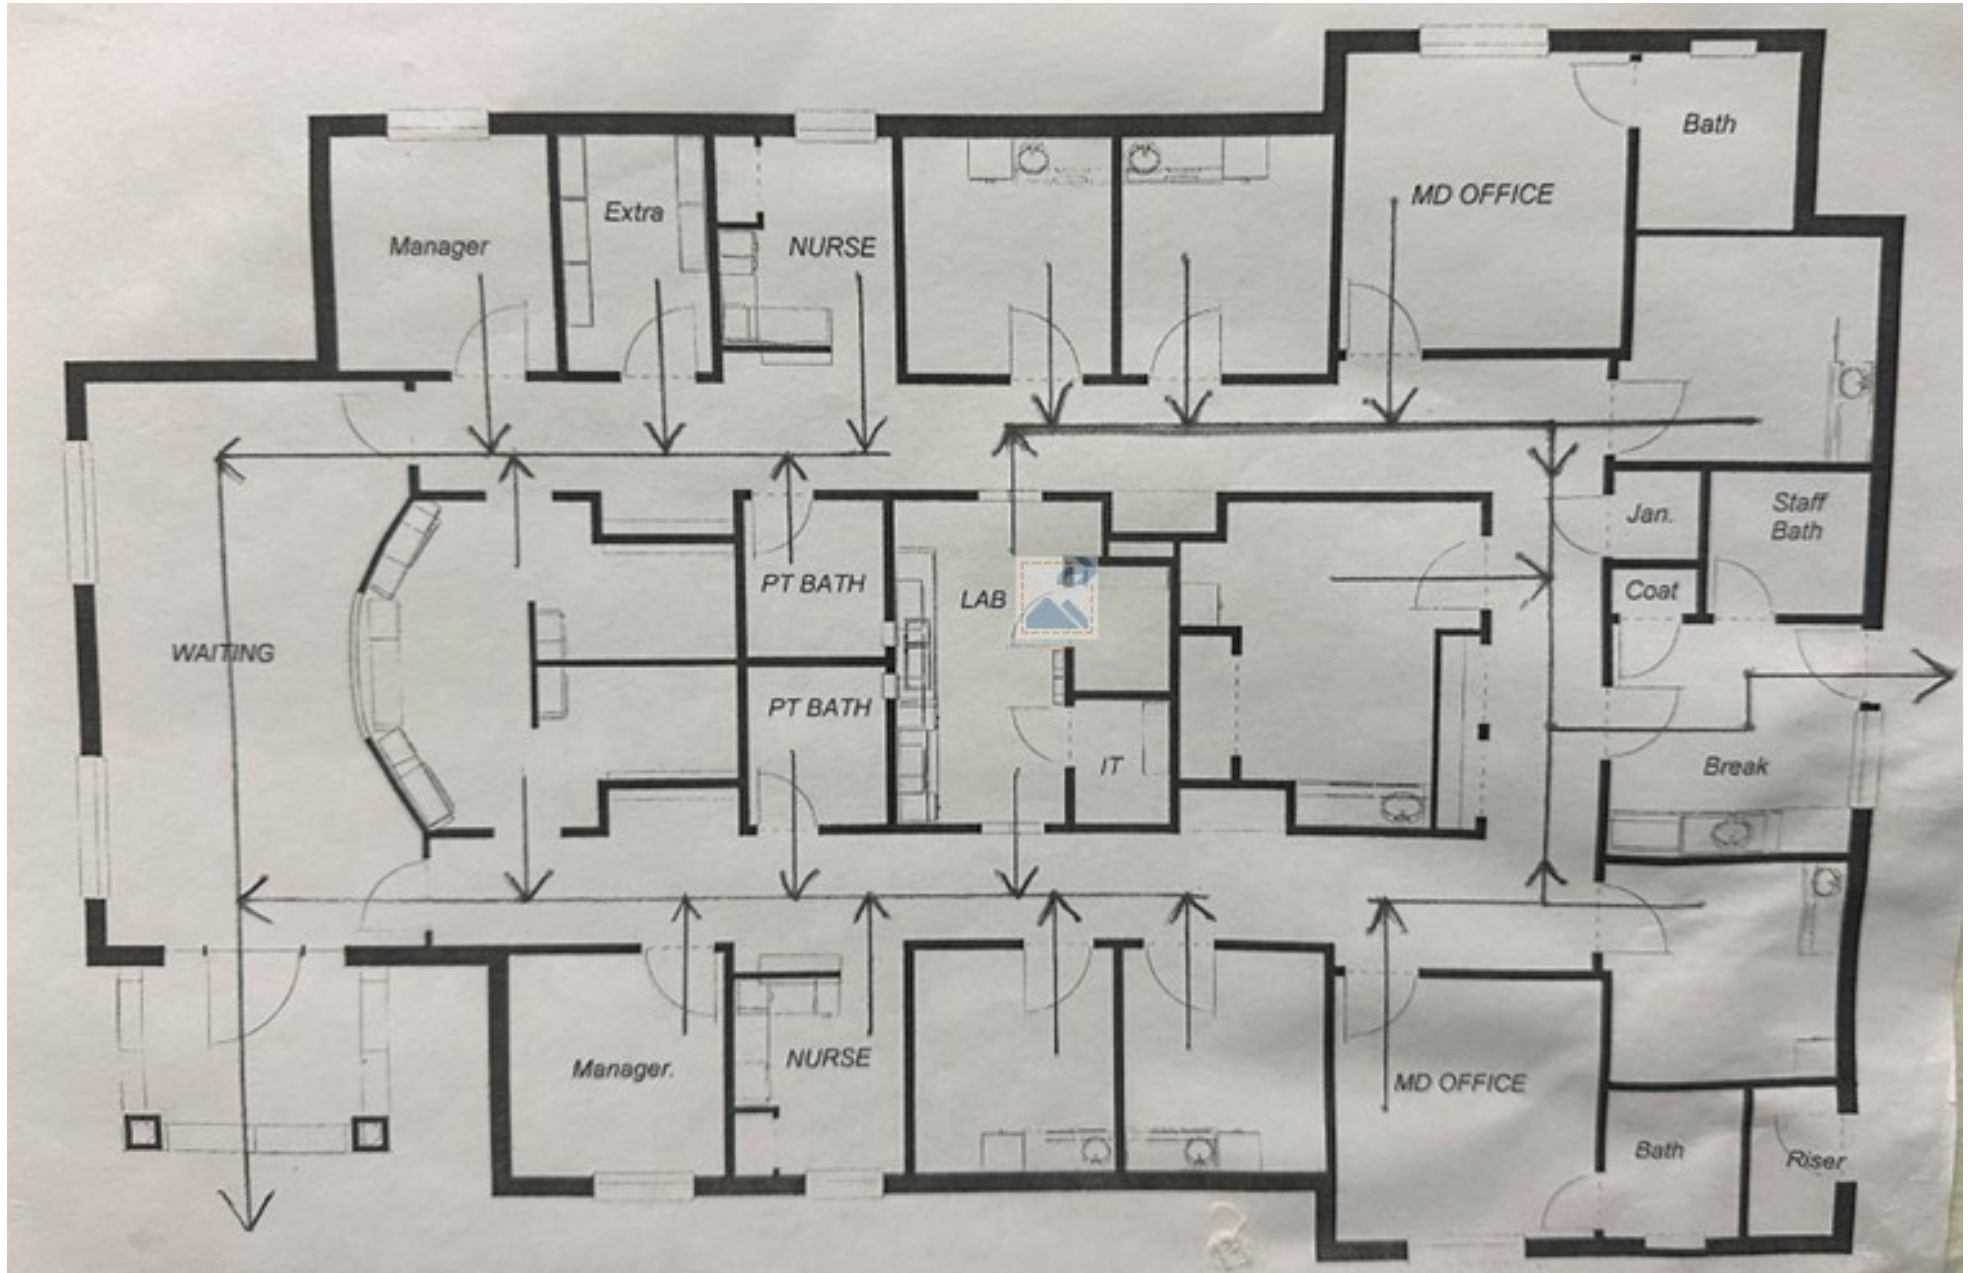 Bath
MD OFFICE
Extra
Manager
NURSE
Jan.
Staff
Bath
PT BATH
LAB
Coat
WAITING
PT BATH
IT
Break
Manager.
NURSE
MD OFFICE
Bath
Riser